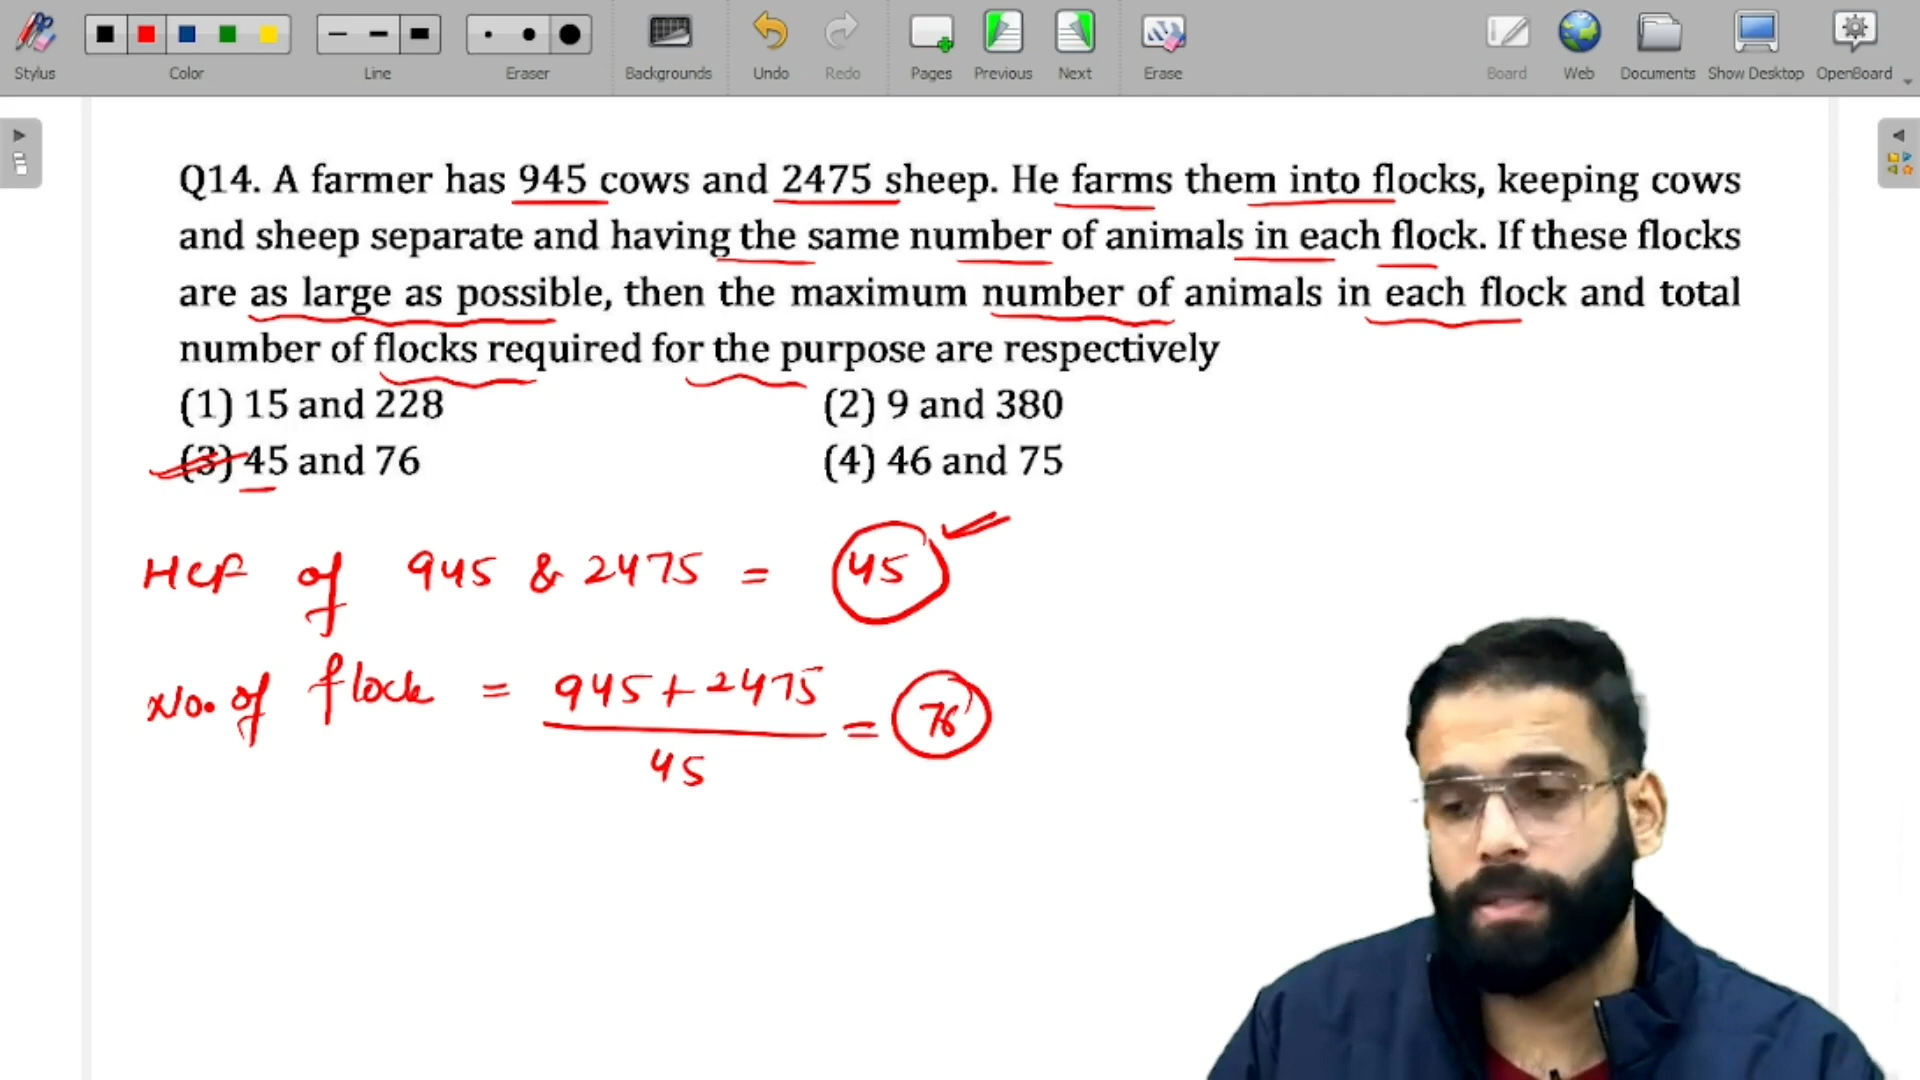 Stylus Color Line Eraser Backgrounds Undo Redo Pages Previous Next Erase Board Web Documents Show Desktop OpenBoard
Q14. A farmer has 945 cows and 2475 sheep. He farms them into flocks, keeping cows
and sheep separate and having the same number of animals in each flock. If these flocks
are as large as possible, then the maximum number of animals in each flock and total
number of flocks required for the purpose are respectively
(1) 15 and 228 (2) 9 and 380
(3) 45 and 76 (4) 46 and 75
HCF of 945 & 2475 = 45
No. of flock = 945+2475 = 76
45